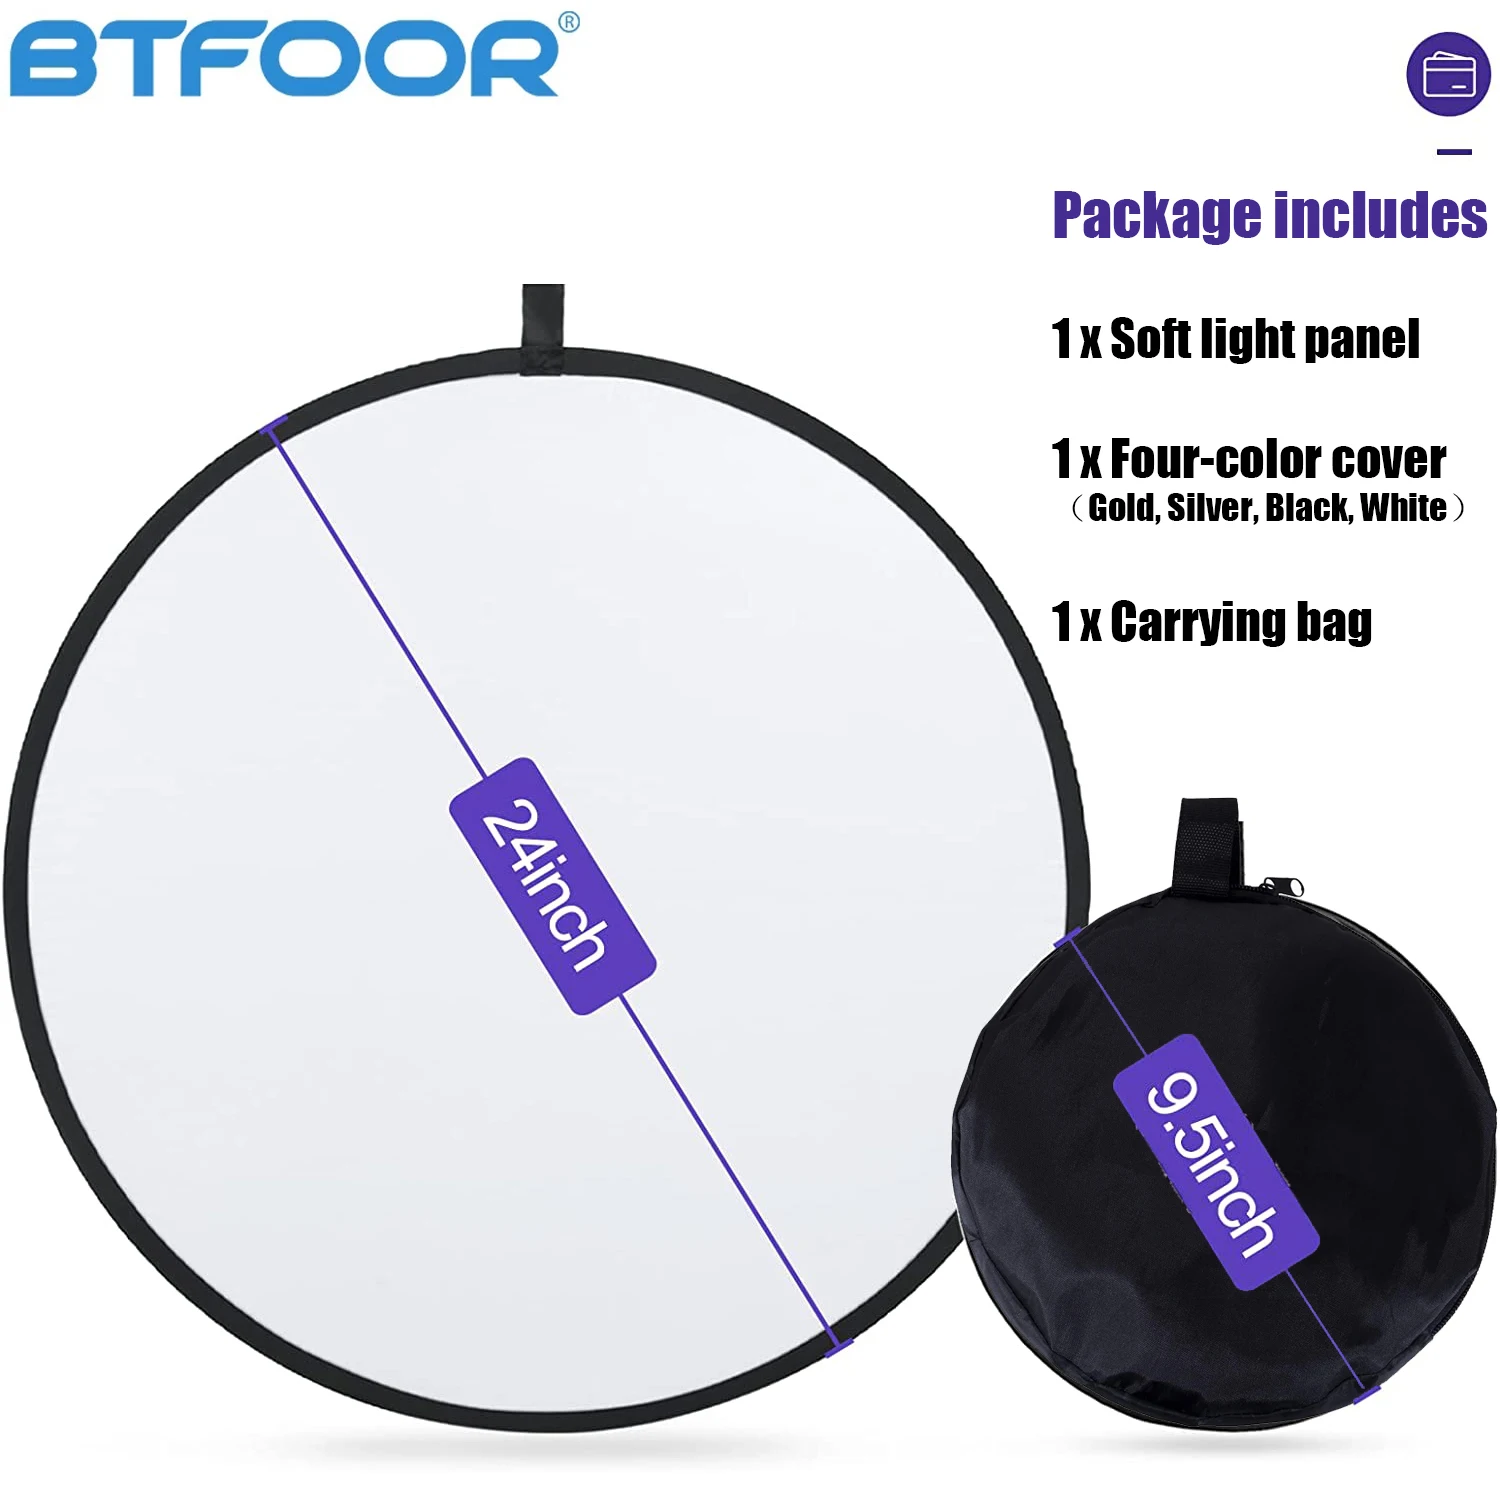 BTFOOR®
Package includes
1 x Soft light panel
1 x Four-color cover
（Gold, Silver, Black, White）
1 x Carrying bag
24inch
9.5inch